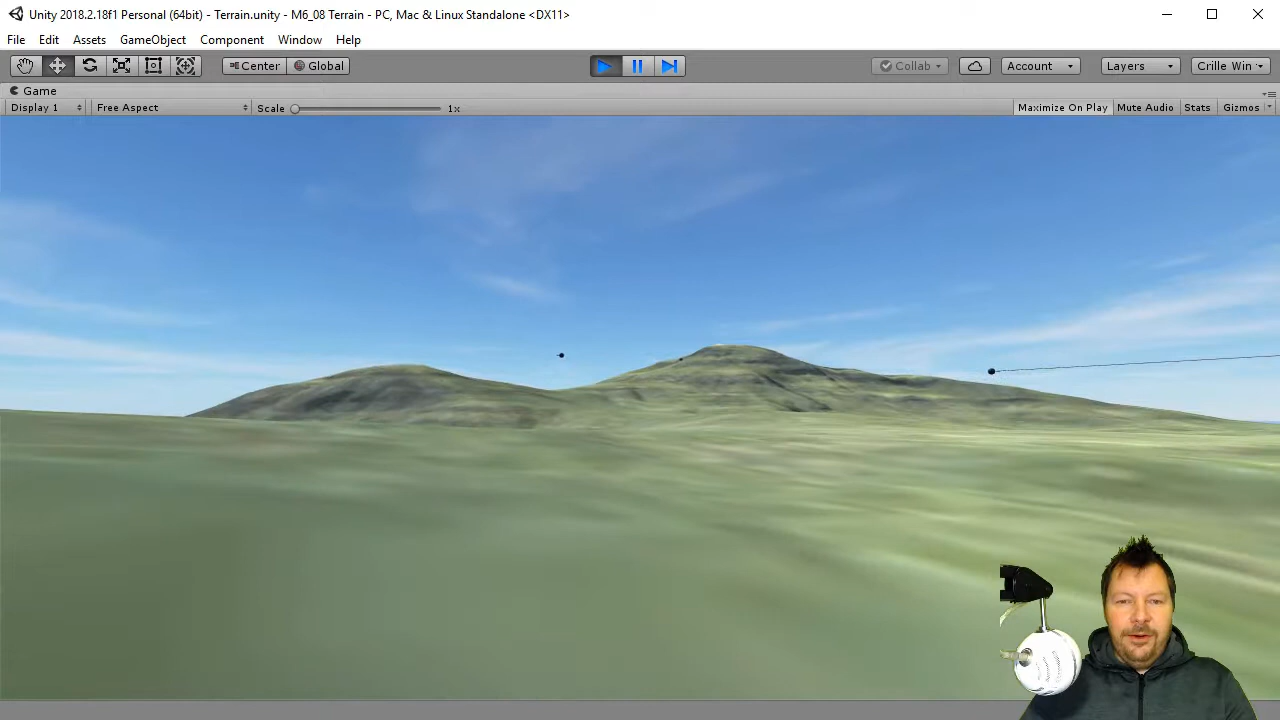 Unity 2018.2.18f1 Personal (64bit) - Terrain.unity - M6_08 Terrain - PC, Mac & Linux Standalone <DX11>
File Edit Assets GameObject Component Window Help
Center Global Collab Account Layers Crille Win
Game
Display 1 Free Aspect Scale 1x Maximize On Play Mute Audio Stats Gizmos